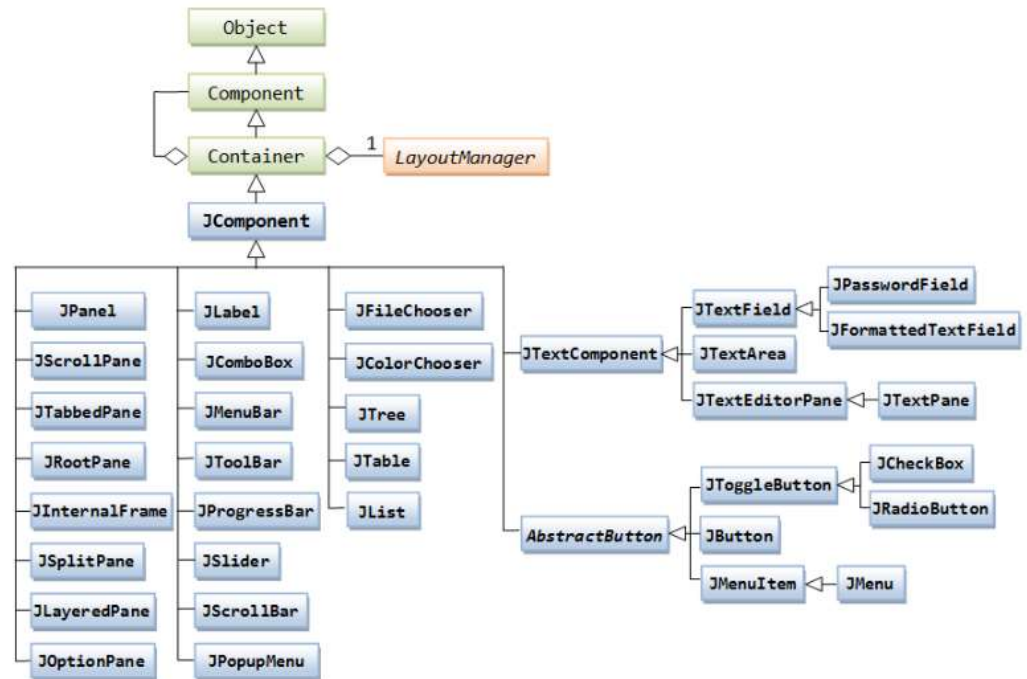 Object
Component
Container
1
LayoutManager
JComponent
JPanel
JScrollPane
JTabbedPane
JRootPane
JInternalFrame
JSplitPane
JLayeredPane
JOptionPane
JLabel
JComboBox
JMenuBar
JToolBar
JProgressBar
JSlider
JScrollBar
JPopupMenu
JFileChooser
JColorChooser
JTree
JTable
JList
JTextComponent
JTextField
JPasswordField
JFormattedTextField
JTextArea
JTextEditorPane
JTextPane
AbstractButton
JToggleButton
JCheckBox
JRadioButton
JButton
JMenuItem
JMenu